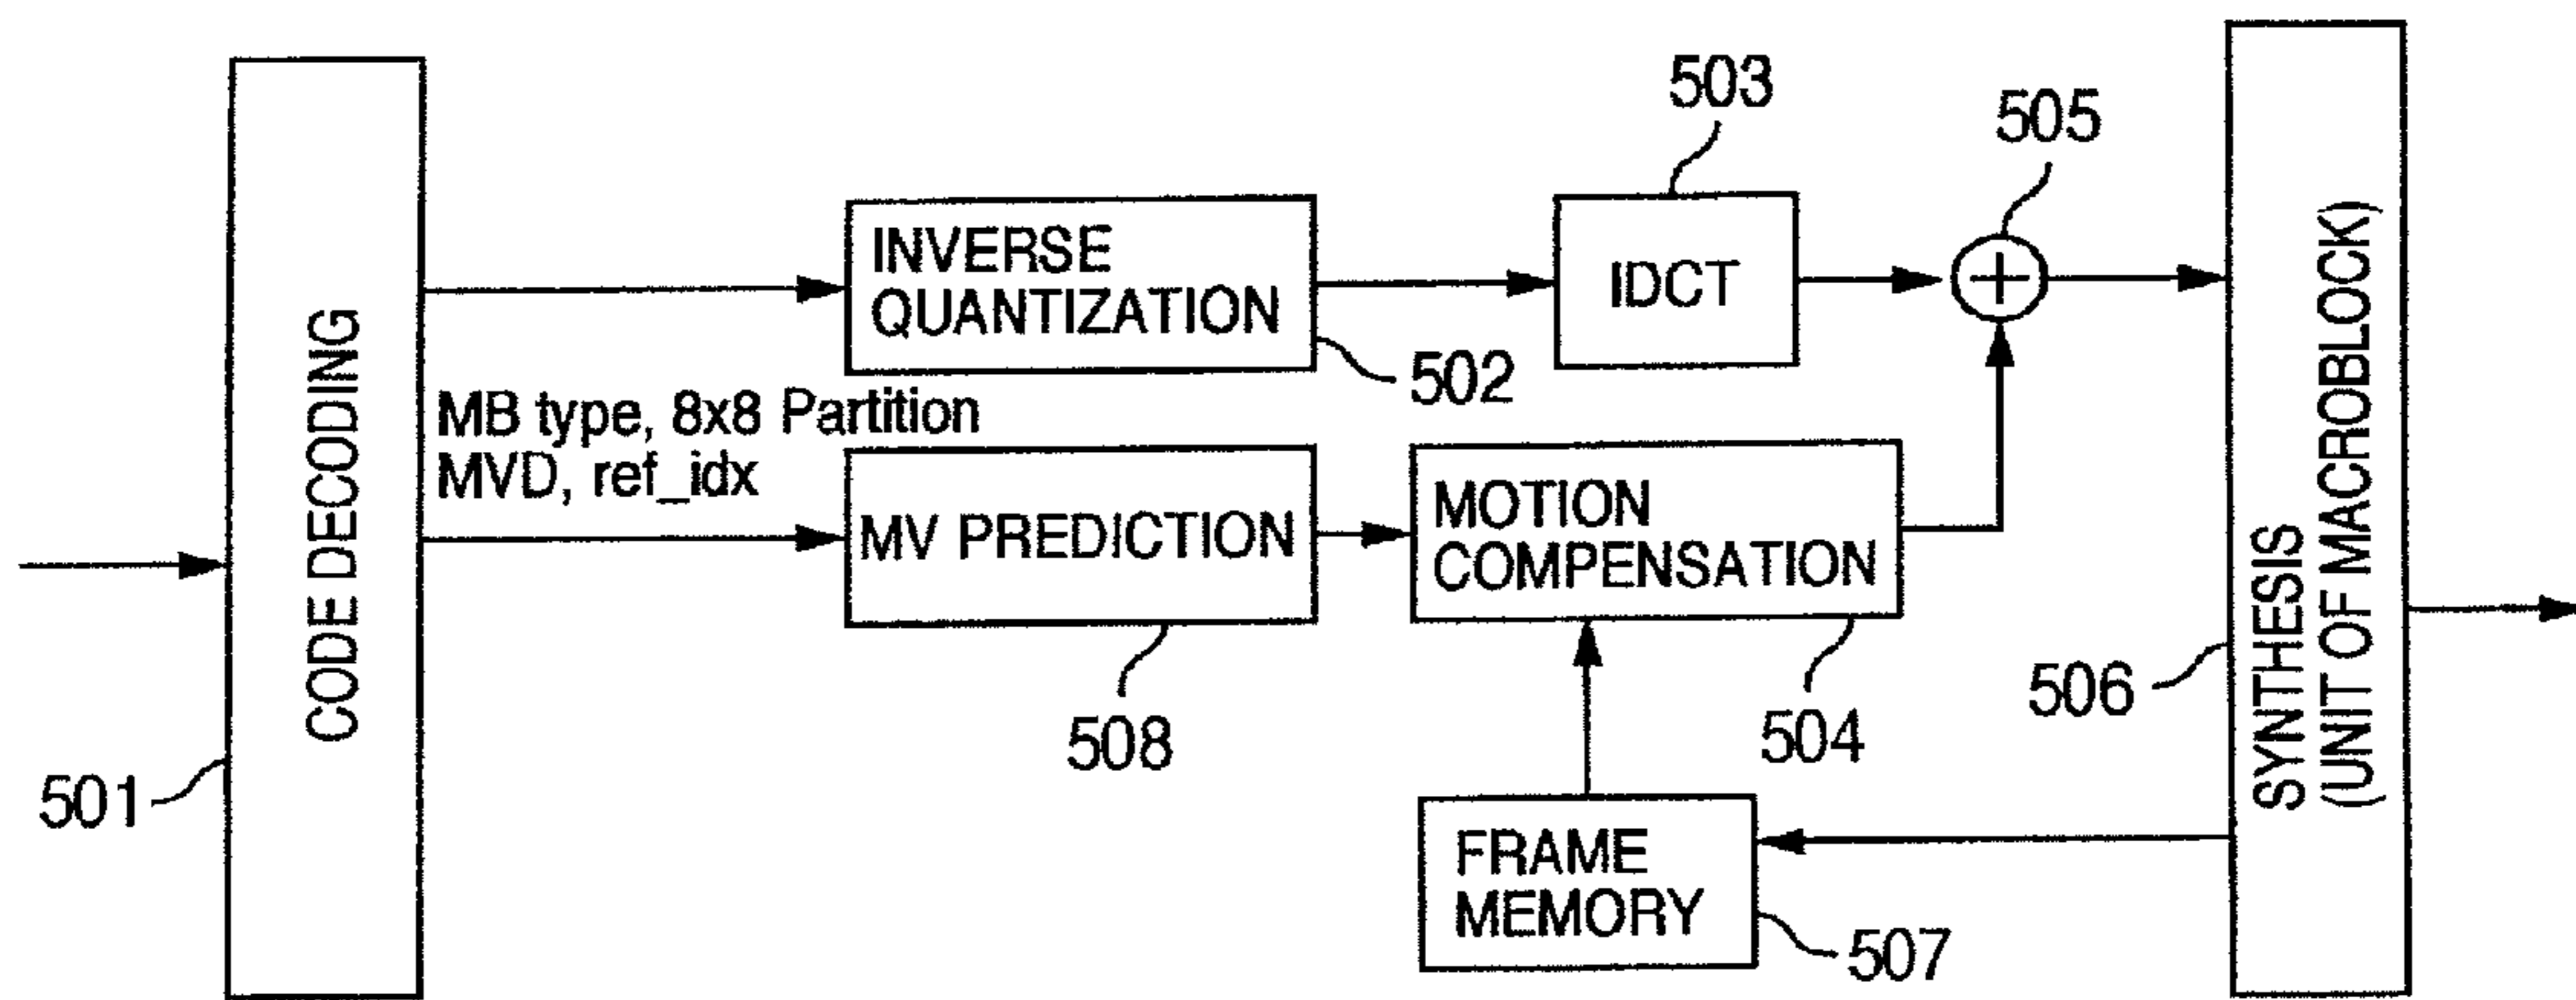 503
505
INVERSE
QUANTIZATION
IDCT
502
CODE DECODING
MB type, 8x8 Partition
MVD, ref_idx
MV PREDICTION
MOTION
COMPENSATION
508
504
506
SYNTHESIS
(UNIT OF MACROBLOCK)
501
FRAME
MEMORY
507